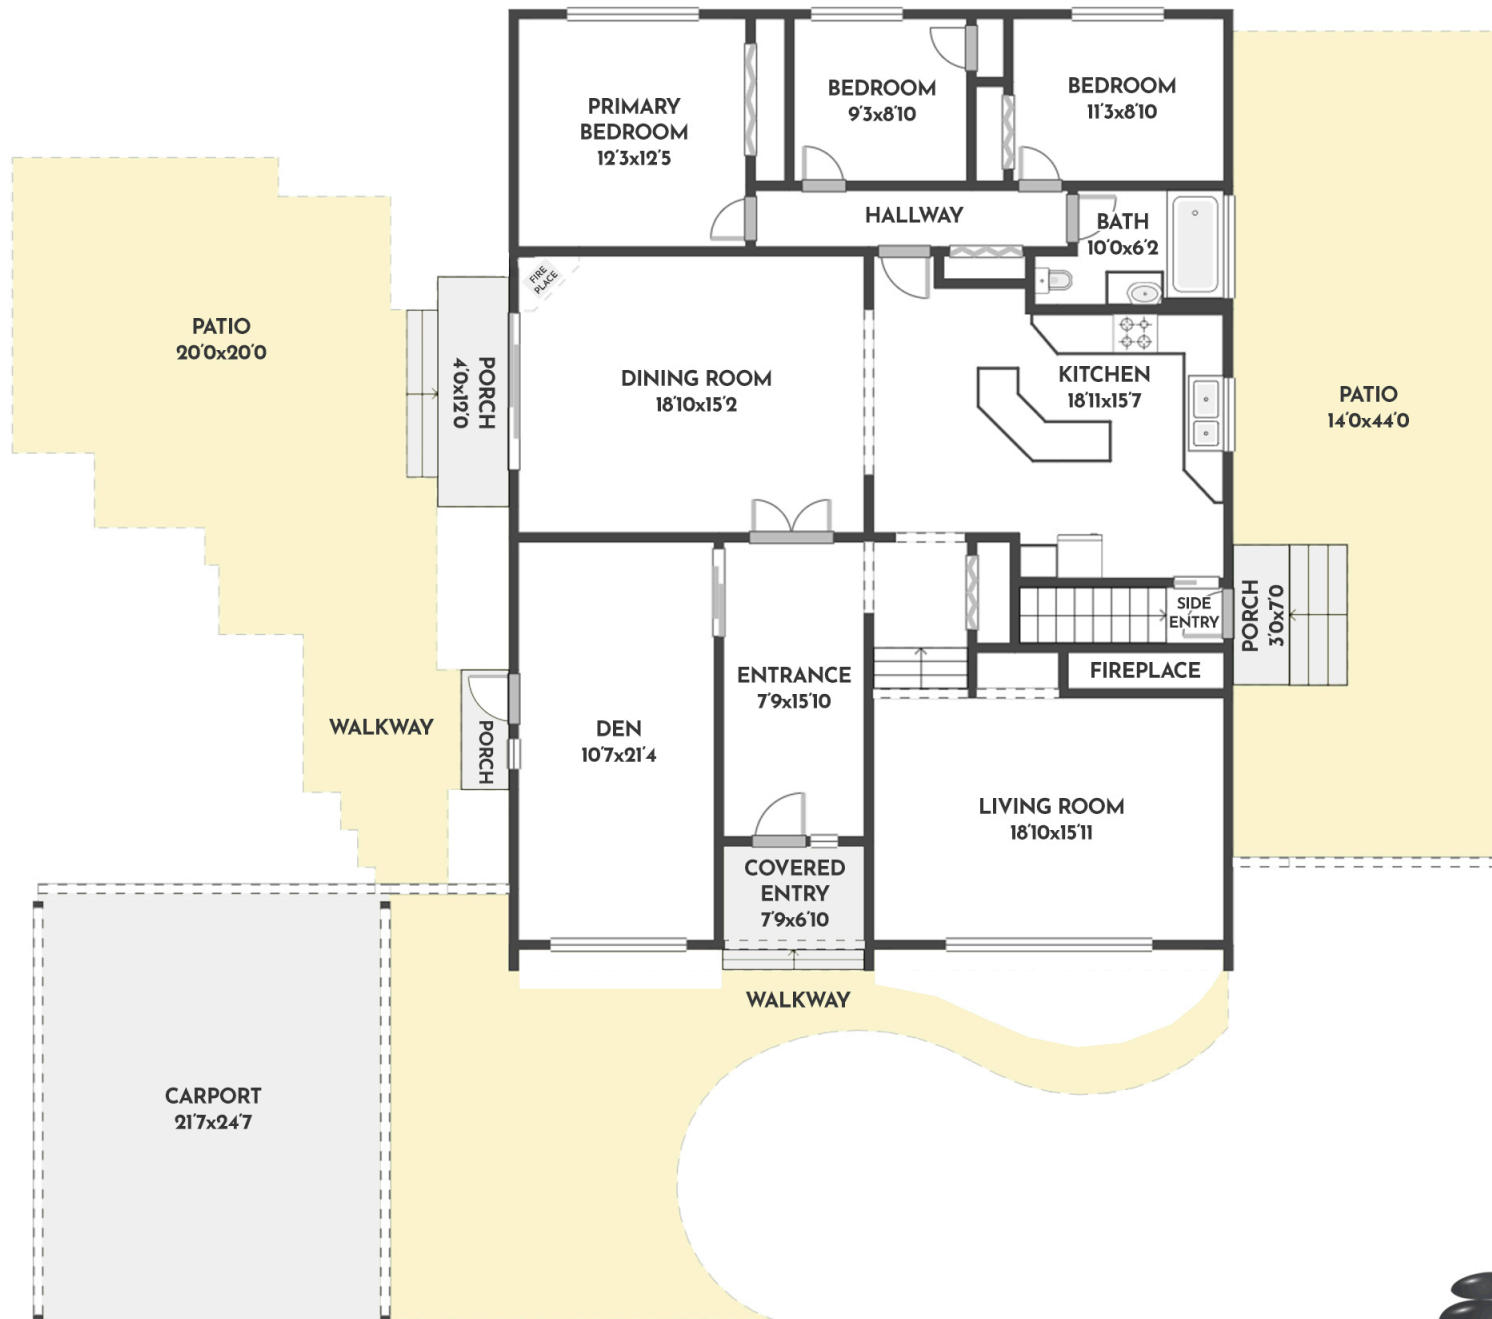 PRIMARY
BEDROOM
12'3x12'5
BEDROOM
9'3x8'10
BEDROOM
11'3x8'10
HALLWAY
BATH
10'0x6'2
FIRE
PLACE
PATIO
20'0x20'0
PORCH
4'0x12'0
DINING ROOM
18'10x15'2
KITCHEN
18'11x15'7
PATIO
14'0x44'0
SIDE
ENTRY
PORCH
3'0x7'0
FIREPLACE
ENTRANCE
7'9x15'10
DEN
10'7x21'4
WALKWAY
PORCH
LIVING ROOM
18'10x15'11
COVERED
ENTRY
7'9x6'10
WALKWAY
CARPORT
21'7x24'7